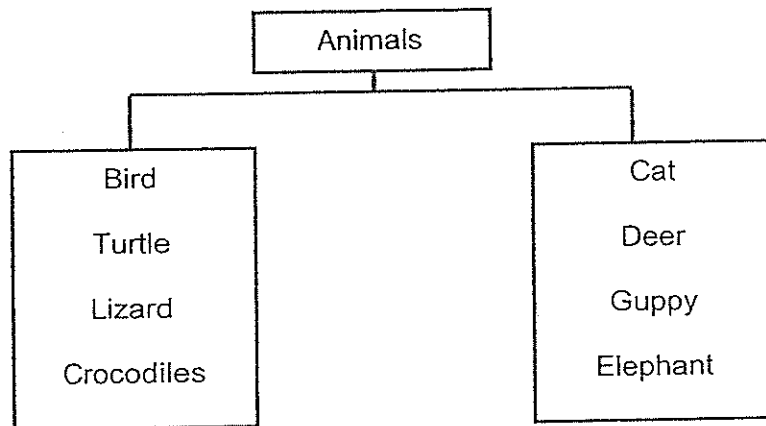 Animals
Bird
Turtle
Lizard
Crocodiles
Cat
Deer
Guppy
Elephant